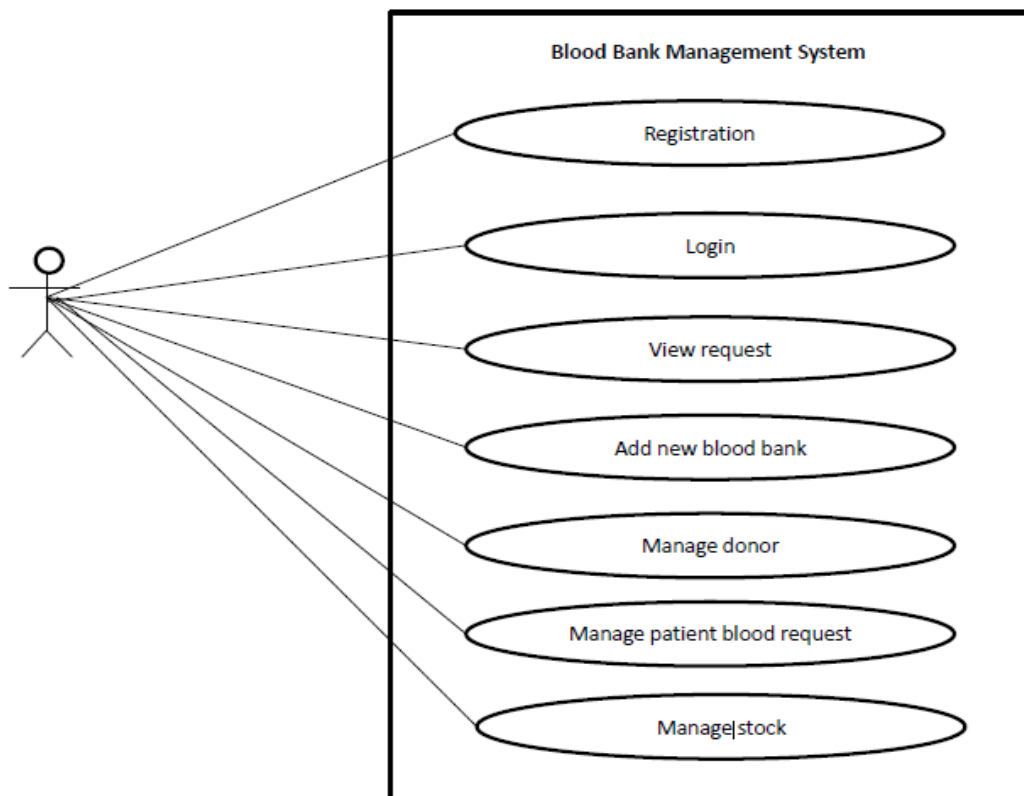 Blood Bank Management System
Registration
Login
View request
Add new blood bank
Manage donor
Manage patient blood request
Manage stock